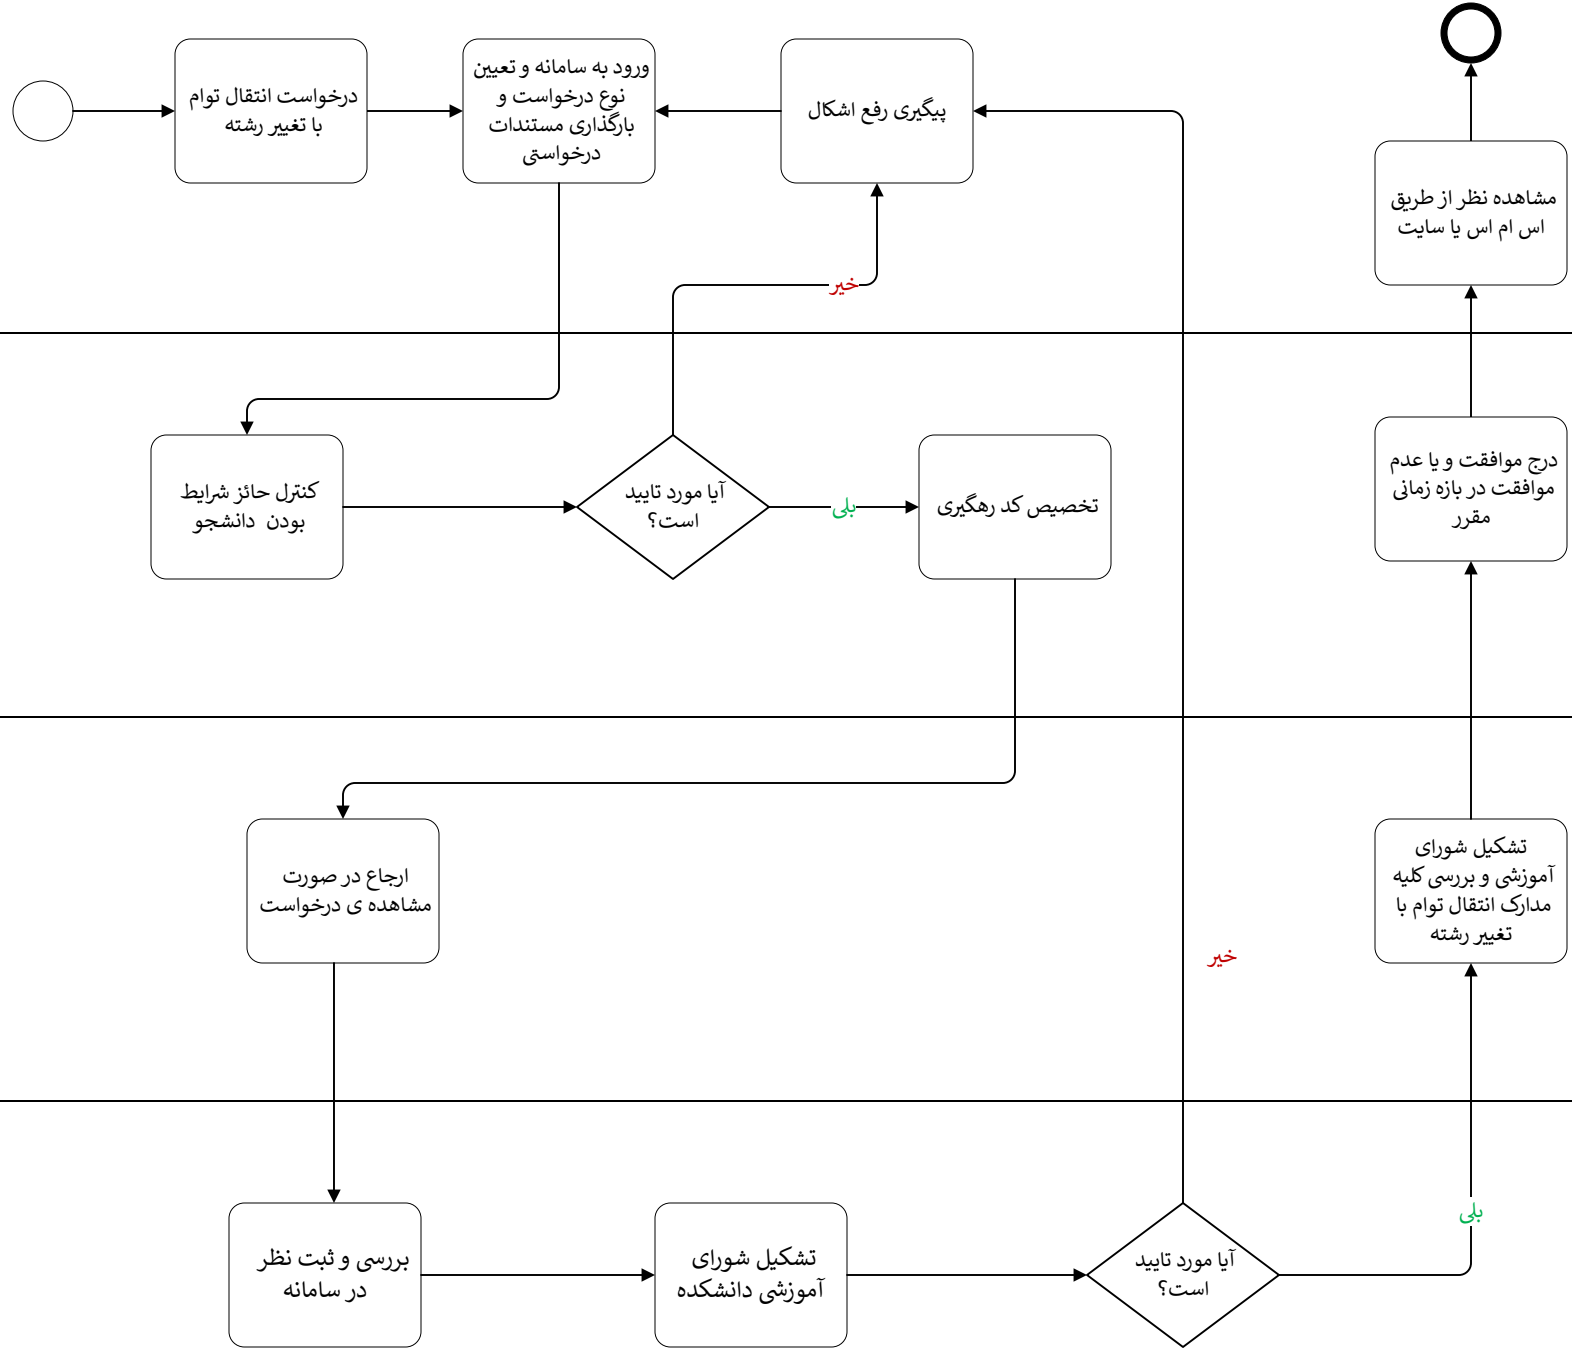 درخواست انتقال توام
با تغییر رشته
ورود به سامانه و تعیین
نوع درخواست و
بارگذاری مستندات
درخواستی
پیگیری رفع اشکال
مشاهده نظر از طریق
اس ام اس یا سایت
خیر
کنترل حائز شرایط
بودن دانشجو
آیا مورد تایید
است؟
بلی
تخصیص کد رهگیری
درج موافقت و یا عدم
موافقت در بازه زمانی
مقرر
ارجاع در صورت
مشاهده ی درخواست
خیر
تشکیل شورای
آموزشی و بررسی کلیه
مدارک انتقال توام با
تغییر رشته
بررسی و ثبت نظر
در سامانه
تشکیل شورای
آموزشی دانشکده
آیا مورد تایید
است؟
بلی